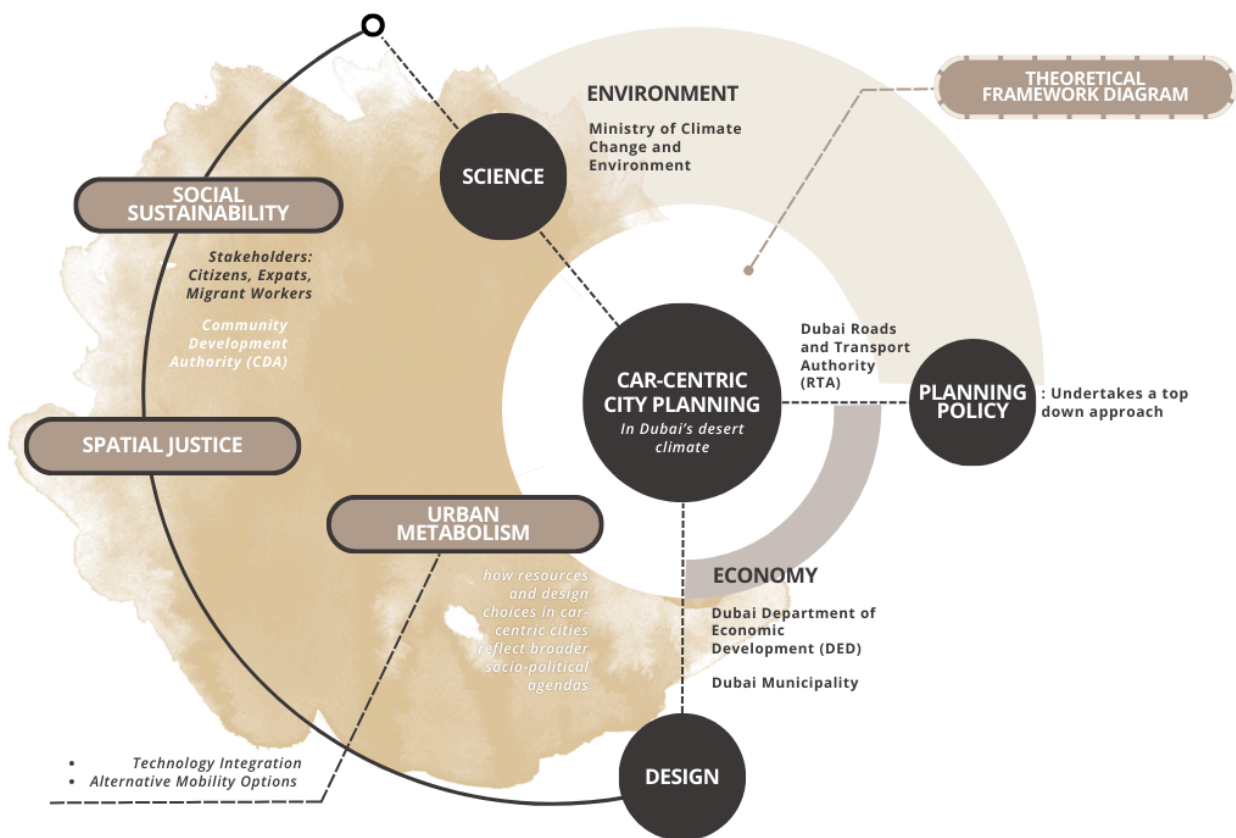 THEORETICAL
FRAMEWORK DIAGRAM
ENVIRONMENT
Ministry of Climate
Change and
Environment
SCIENCE
SOCIAL
SUSTAINABILITY
Stakeholders:
Citizens, Expats,
Migrant Workers
Community
Development
Authority (CDA)
SPATIAL JUSTICE
CAR-CENTRIC
CITY PLANNING
In Dubai's desert
climate
Dubai Roads
and Transport
Authority
(RTA)
PLANNING
POLICY
: Undertakes a top
down approach
URBAN
METABOLISM
how resources
and design
choices in car-
centric cities
reflect broader
socio-political
agendas
ECONOMY
Dubai Department of
Economic
Development (DED)
Dubai Municipality
• Technology Integration
• Alternative Mobility Options
DESIGN